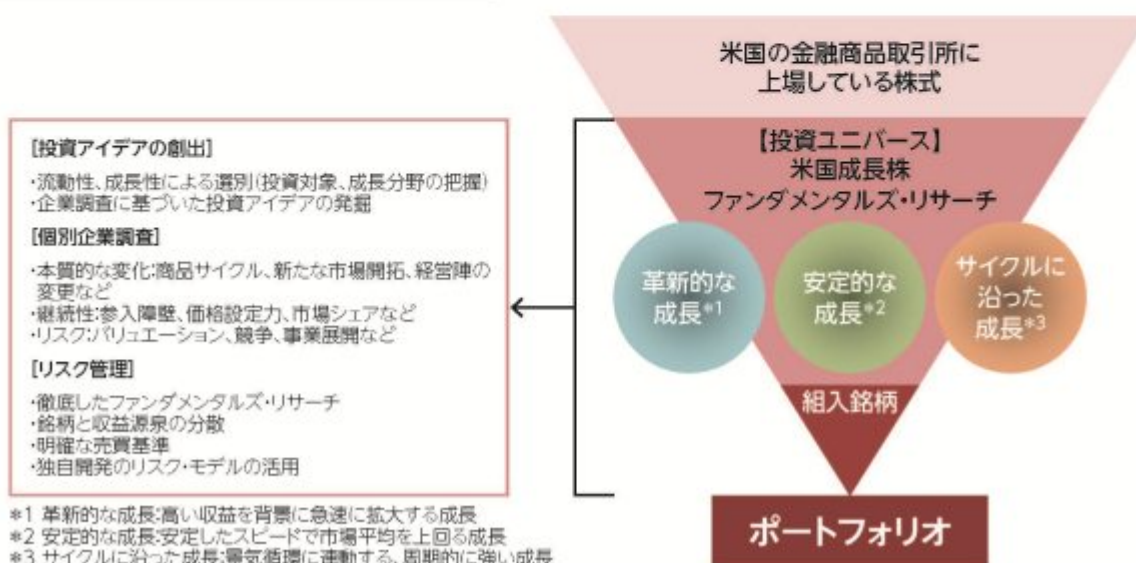 米国の金融商品取引所に
上場している株式
【投資ユニバース】
米国成長株
ファンダメンタルズ・リサーチ
革新的な
成長*1
安定的な
成長*2
サイクルに
沿った
成長*3
組入銘柄
ポートフォリオ
[投資アイデアの創出]
・流動性、成長性による選別(投資対象、成長分野の把握)
・企業調査に基づいた投資アイデアの発掘
[個別企業調査]
・本質的な変化:商品サイクル、新たな市場開拓、経営陣の
変更など
・継続性:参入障壁、価格設定力、市場シェアなど
・リスク:バリュエーション、競争、事業展開など
[リスク管理]
・徹底したファンダメンタルズ・リサーチ
・銘柄と収益源泉の分散
・明確な売買基準
・独自開発のリスク・モデルの活用
*1 革新的な成長:高い収益を背景に急速に拡大する成長
*2 安定的な成長:安定したスピードで市場平均を上回る成長
*3 サイクルに沿った成長:景気循環に連動する、周期的に強い成長